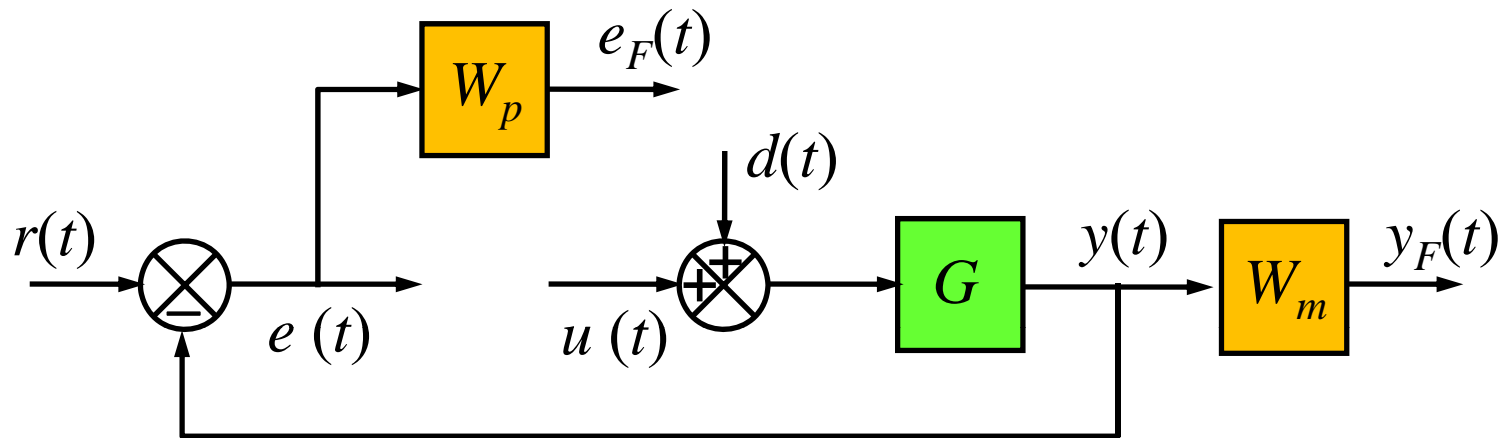 e_F(t)
W_p
d(t)
r(t)
y(t)
y_F(t)
G
W_m
+
+
−
e (t)
u (t)